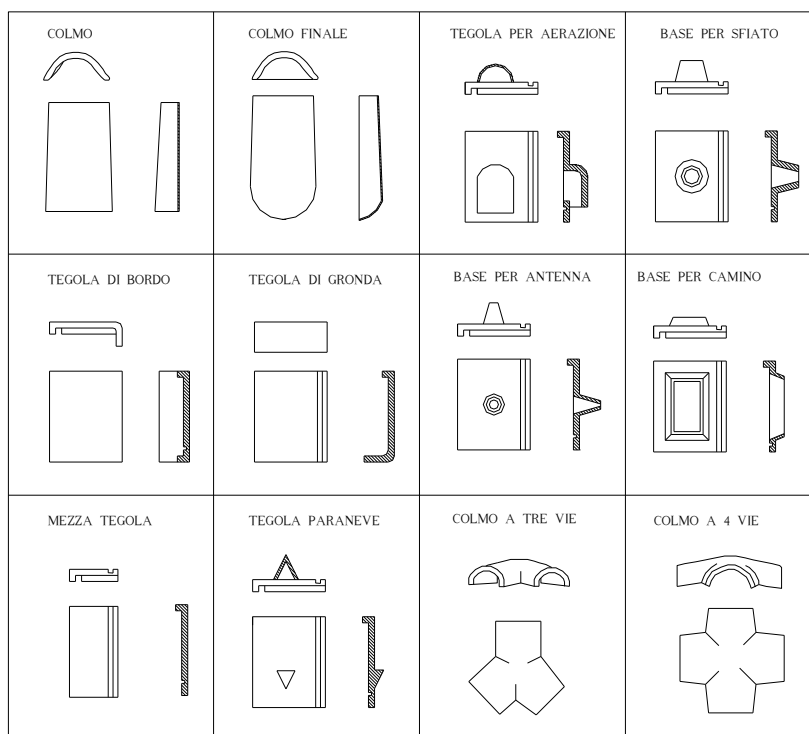 COLMO
COLMO FINALE
TEGOLA PER AERAZIONE
BASE PER SFIATO
TEGOLA DI BORDO
TEGOLA DI GRONDA
BASE PER ANTENNA
BASE PER CAMINO
MEZZA TEGOLA
TEGOLA PARANEVE
COLMO A TRE VIE
COLMO A 4 VIE